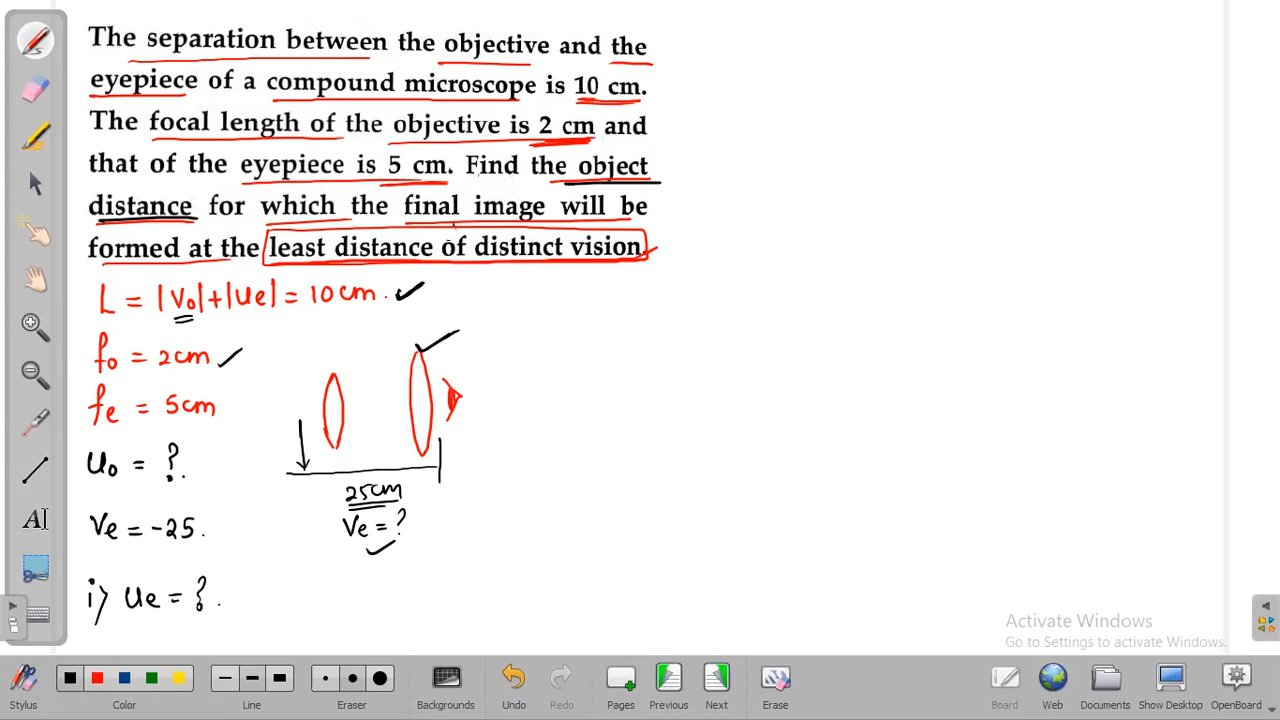 The separation between the objective and the
eyepiece of a compound microscope is 10 cm.
The focal length of the objective is 2 cm and
that of the eyepiece is 5 cm. Find the object
distance for which the final image will be
formed at the least distance of distinct vision.
L = |Vo|+|Ue| = 10cm.
fo = 2cm
fe = 5cm
Uo = ?
Ve = -25.
i) Ue = ?.
25cm
Ve = ?
Activate Windows
Go to Settings to activate Windows.
Stylus
Color
Line
Eraser
Backgrounds
Undo
Redo
Pages
Previous
Next
Erase
Board
Web
Documents
Show Desktop
OpenBoard
AI